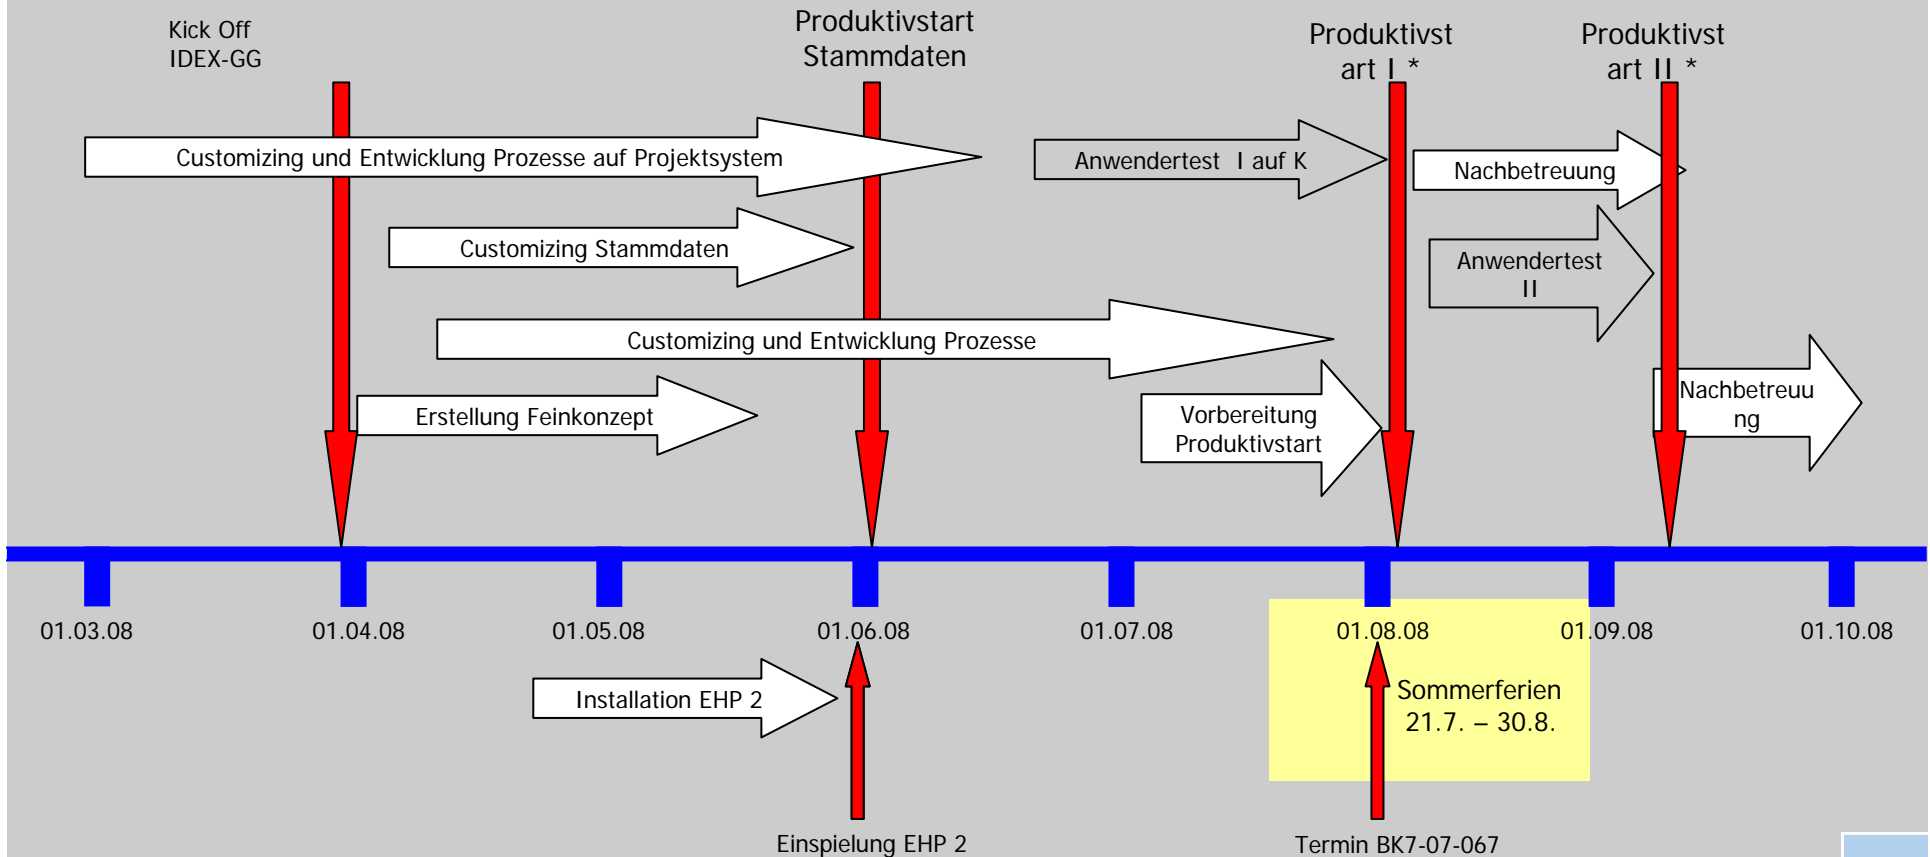 Kick Off
IDEX-GG
Produktivstart
Stammdaten
Produktivst
art I *
Produktivst
art II *
Customizing und Entwicklung Prozesse auf Projektsystem
Anwendertest I auf K
Nachbetreuung
Customizing Stammdaten
Anwendertest
II
Customizing und Entwicklung Prozesse
Erstellung Feinkonzept
Vorbereitung
Produktivstart
Nachbetreuu
ng
01.03.08
01.04.08
01.05.08
01.06.08
01.07.08
01.08.08
01.09.08
01.10.08
Installation EHP 2
Sommerferien
21.7. – 30.8.
Einspielung EHP 2
Termin BK7-07-067